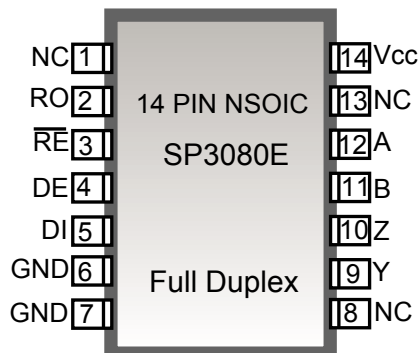 NC 1
RO 2
R̅E̅ 3
DE 4
DI 5
GND 6
GND 7
14 PIN NSOIC
SP3080E
Full Duplex
14 Vcc
13 NC
12 A
11 B
10 Z
9 Y
8 NC